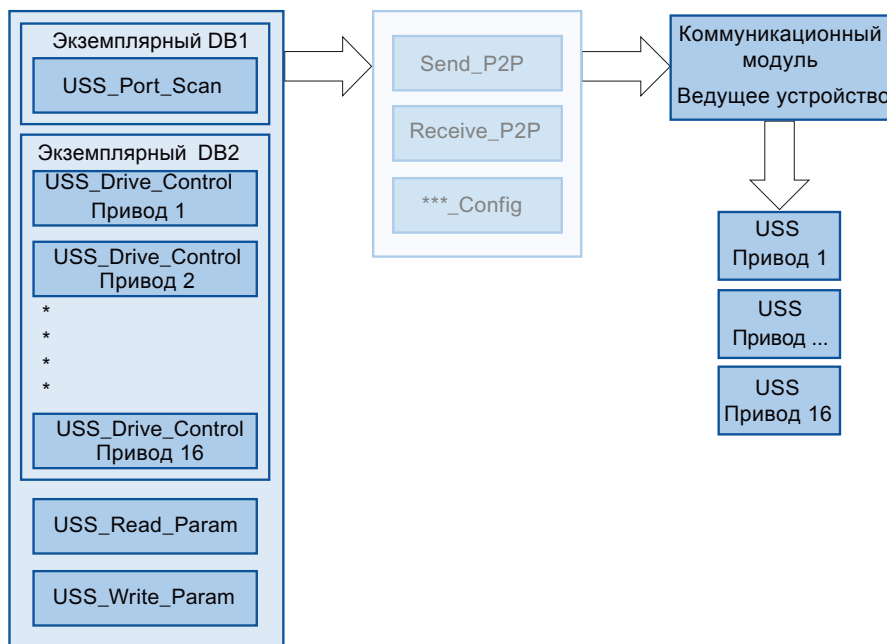 Экземплярный DB1
USS_Port_Scan
Экземплярный DB2
USS_Drive_Control
Привод 1
USS_Drive_Control
Привод 2
*
*
*
*
USS_Drive_Control
Привод 16
USS_Read_Param
USS_Write_Param
Send_P2P
Receive_P2P
***_Config
Коммуникационный
модуль
Ведущее устройство
USS
Привод 1
USS
Привод ...
USS
Привод 16